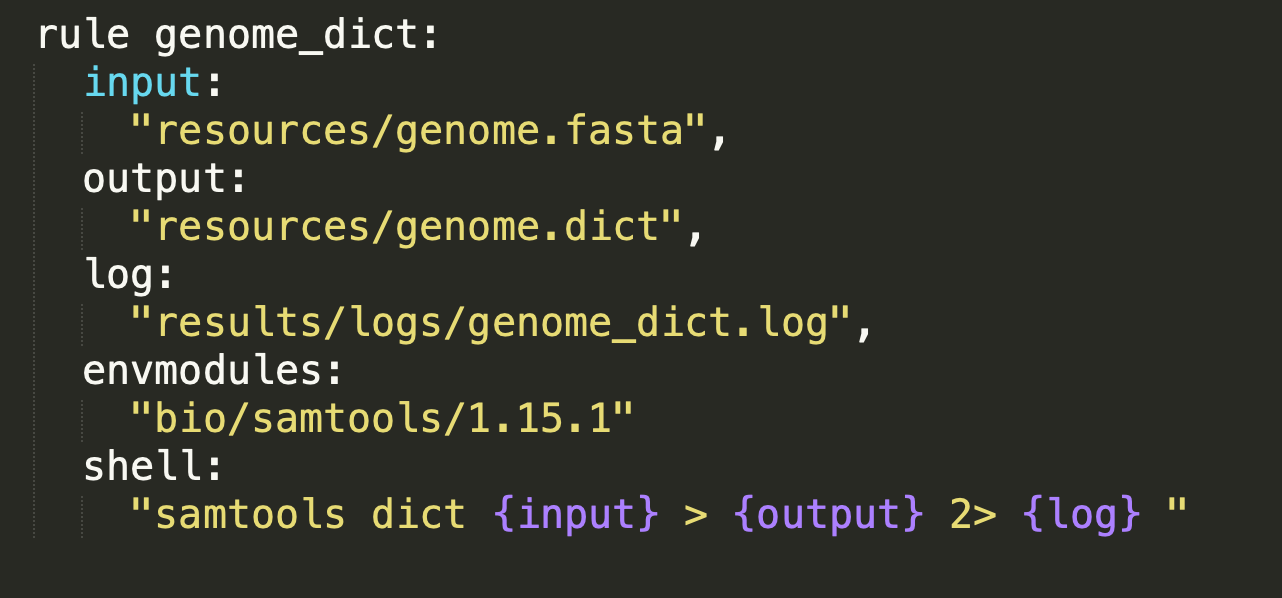 rule genome_dict:
  input:
    "resources/genome.fasta",
  output:
    "resources/genome.dict",
  log:
    "results/logs/genome_dict.log",
  envmodules:
    "bio/samtools/1.15.1"
  shell:
    "samtools dict {input} > {output} 2> {log} "